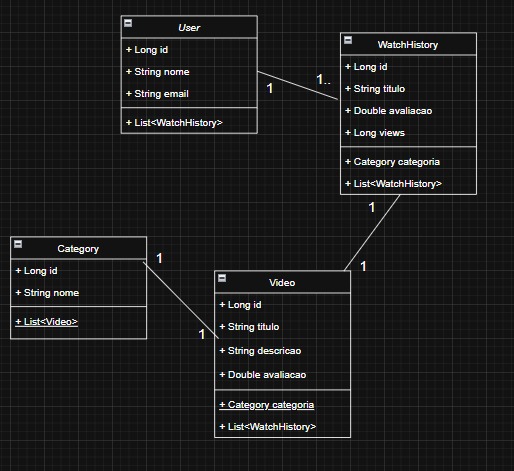 User
+ Long id
+ String nome
+ String email
+ List<WatchHistory>
1
1..
WatchHistory
+ Long id
+ String titulo
+ Double avaliacao
+ Long views
+ Category categoria
+ List<WatchHistory>
1
1
Category
+ Long id
+ String nome
+ List<Video>
1
1
Video
+ Long id
+ String titulo
+ String descricao
+ Double avaliacao
+ Category categoria
+ List<WatchHistory>